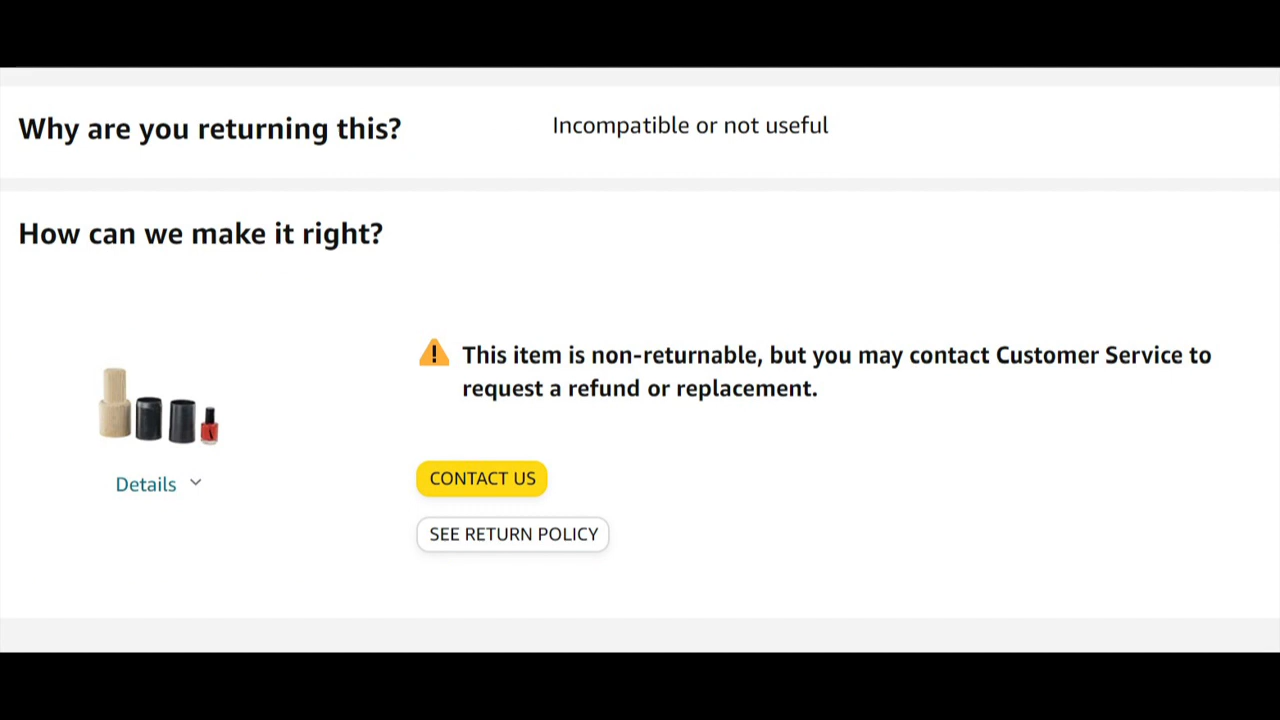 Why are you returning this?
Incompatible or not useful
How can we make it right?
This item is non-returnable, but you may contact Customer Service to
request a refund or replacement.
Details
CONTACT US
SEE RETURN POLICY